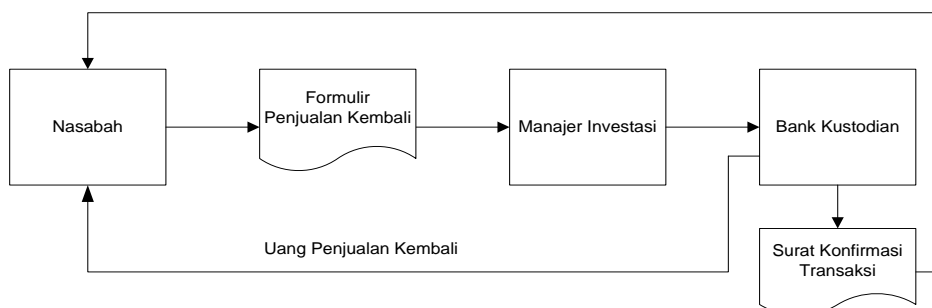 Formulir
Penjualan Kembali
Nasabah
Manajer Investasi
Bank Kustodian
Uang Penjualan Kembali
Surat Konfirmasi
Transaksi